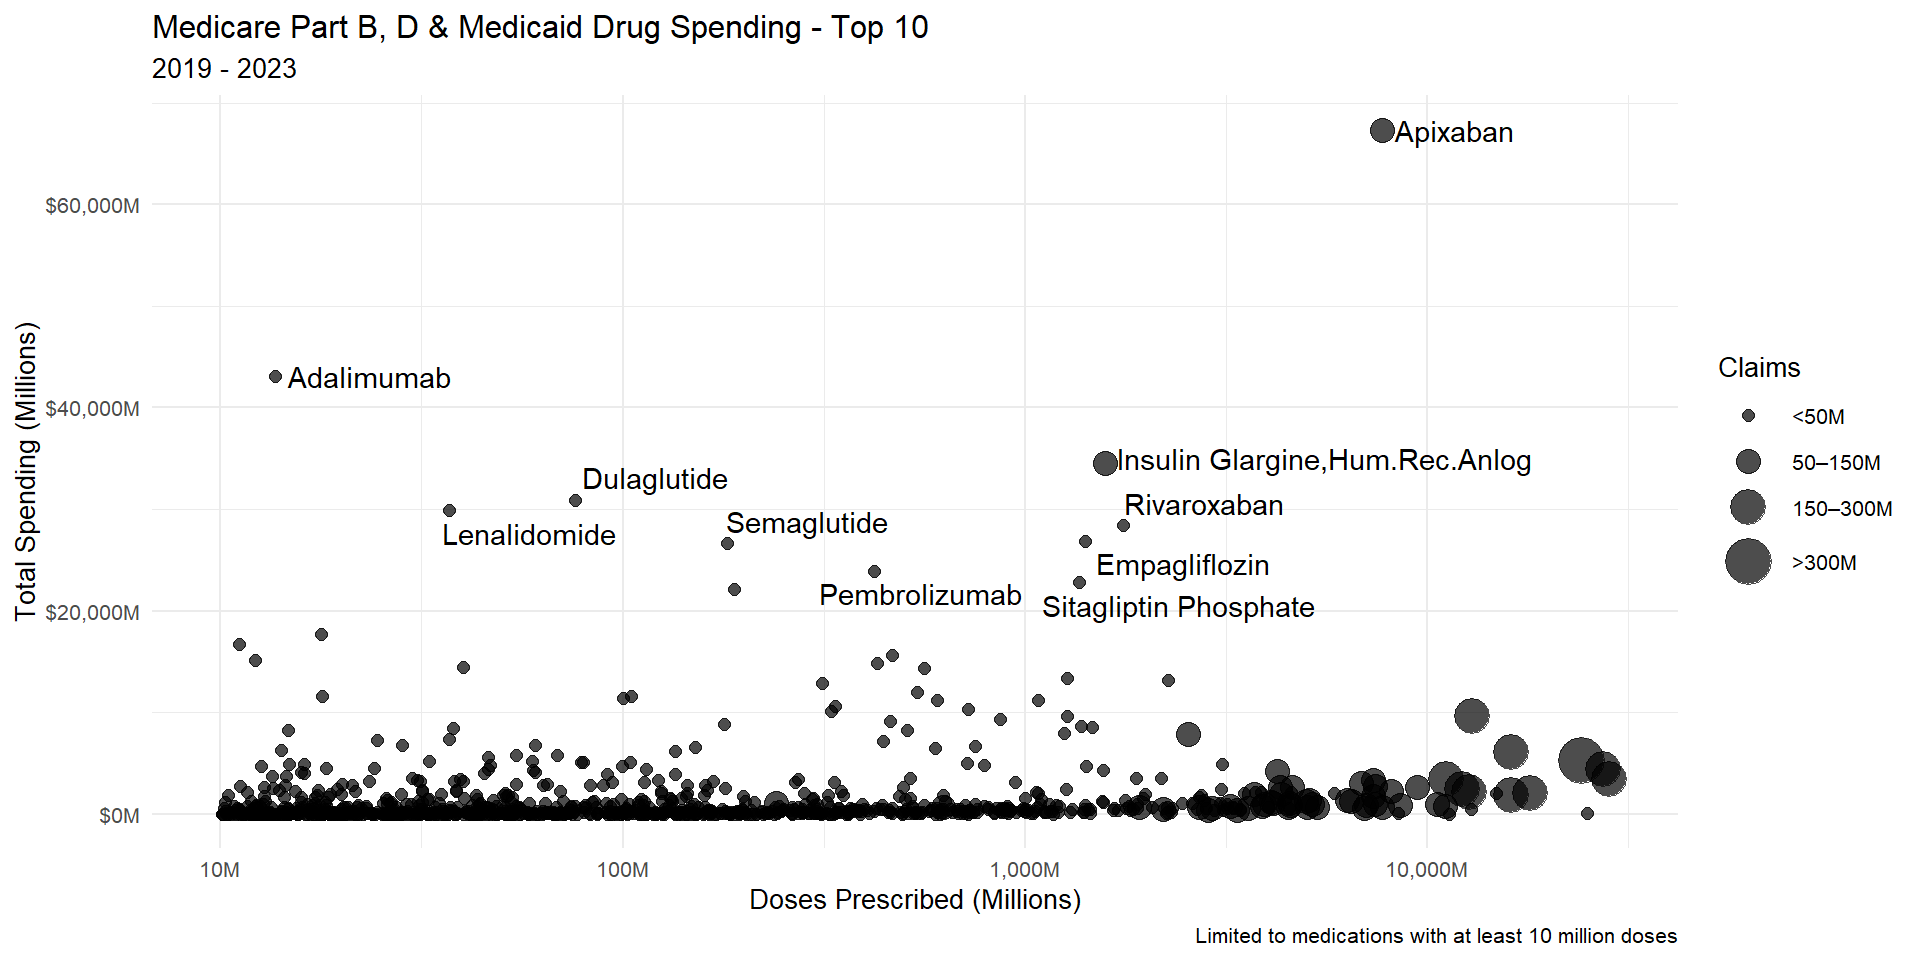 Medicare Part B, D & Medicaid Drug Spending - Top 10
2019 - 2023
Total Spending (Millions)
$60,000M
$40,000M
$20,000M
$0M
Apixaban
Adalimumab
Insulin Glargine,Hum.Rec.Anlog
Dulaglutide
Rivaroxaban
Semaglutide
Lenalidomide
Empagliflozin
Pembrolizumab
Sitagliptin Phosphate
10M
100M
1,000M
10,000M
Doses Prescribed (Millions)
Claims
<50M
50–150M
150–300M
>300M
Limited to medications with at least 10 million doses